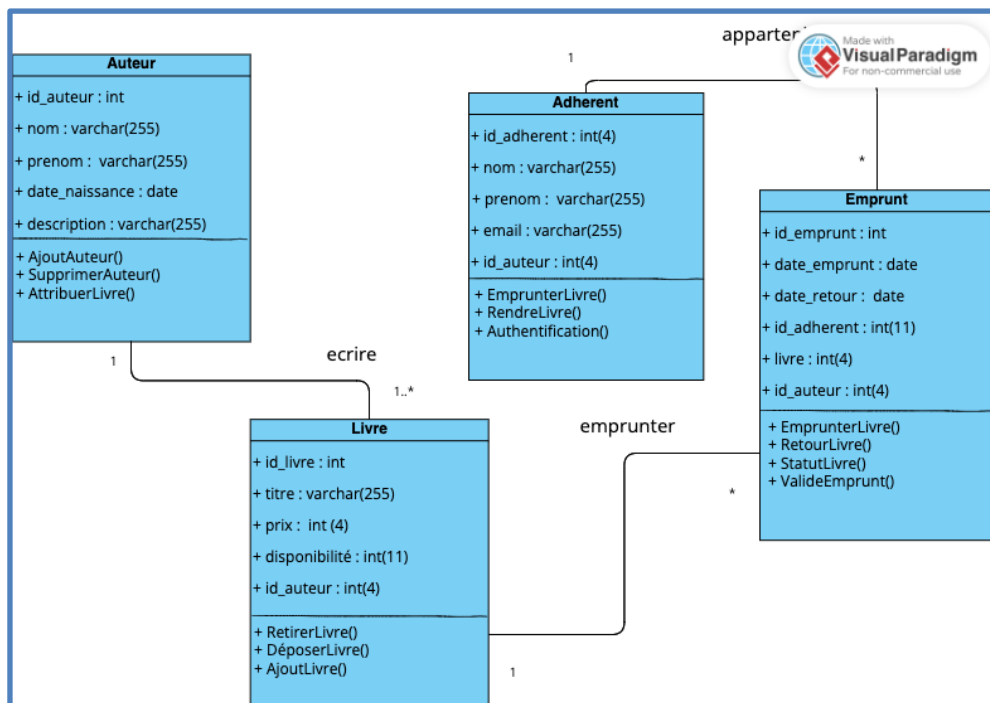 Made with
VisualParadigm
For non-commercial use
1
Auteur
+ id_auteur : int
+ nom : varchar(255)
+ prenom : varchar(255)
+ date_naissance : date
+ description : varchar(255)
+ AjoutAuteur()
+ SupprimerAuteur()
+ AttribuerLivre()
Adherent
+ id_adherent : int(4)
+ nom : varchar(255)
+ prenom : varchar(255)
+ email : varchar(255)
+ id_auteur : int(4)
+ EmprunterLivre()
+ RendreLivre()
+ Authentification()
*
Emprunt
+ id_emprunt : int
+ date_emprunt : date
+ date_retour : date
+ id_adherent : int(11)
+ livre : int(4)
+ id_auteur : int(4)
+ EmprunterLivre()
+ RetourLivre()
+ StatutLivre()
+ ValideEmprunt()
1
ecrire
1..*
Livre
+ id_livre : int
+ titre : varchar(255)
+ prix : int (4)
+ disponibilité : int(11)
+ id_auteur : int(4)
+ RetirerLivre()
+ DéposerLivre()
+ AjoutLivre()
emprunter
*
1